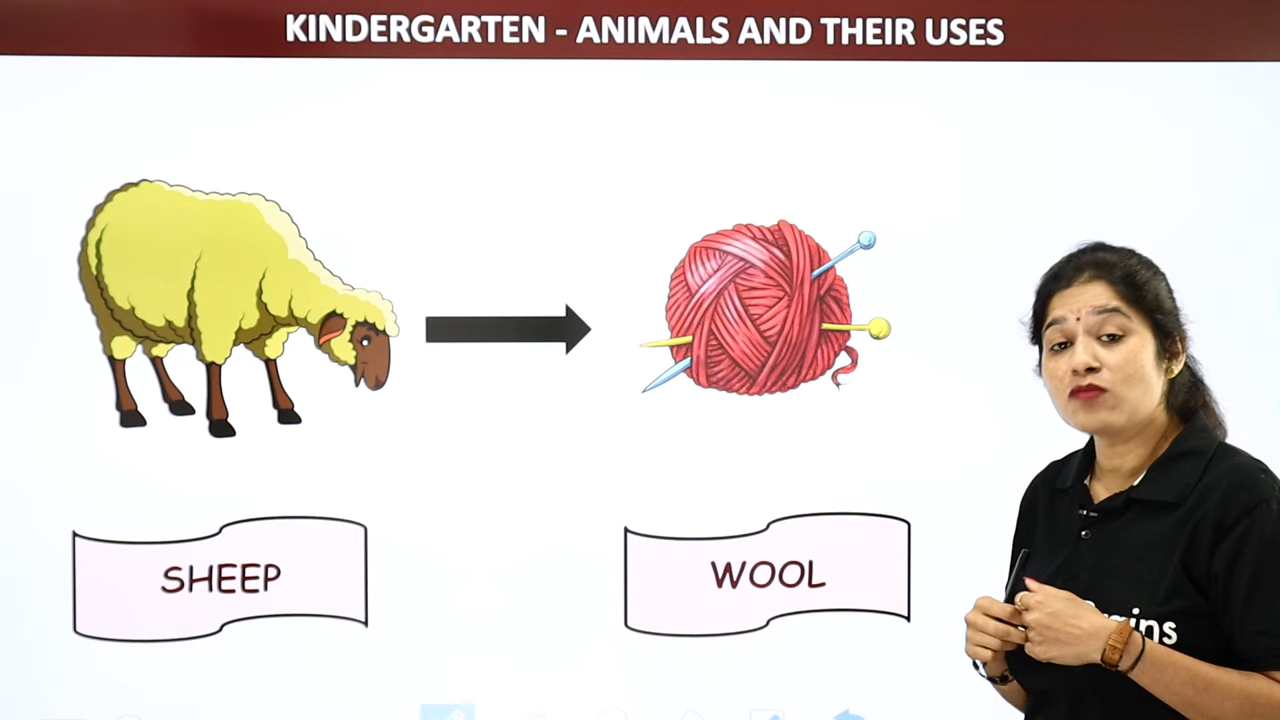 KINDERGARTEN - ANIMALS AND THEIR USES
SHEEP
WOOL